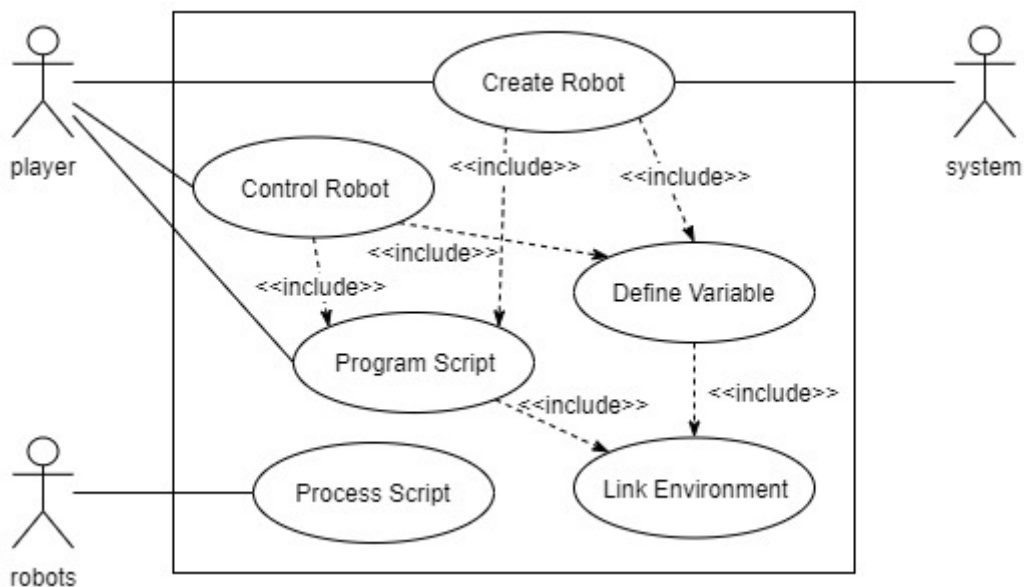 Create Robot
player
<<include>>
<<include>>
system
Control Robot
<<include>>
<<include>>
Define Variable
Program Script
<<include>>
<<include>>
Process Script
Link Environment
robots